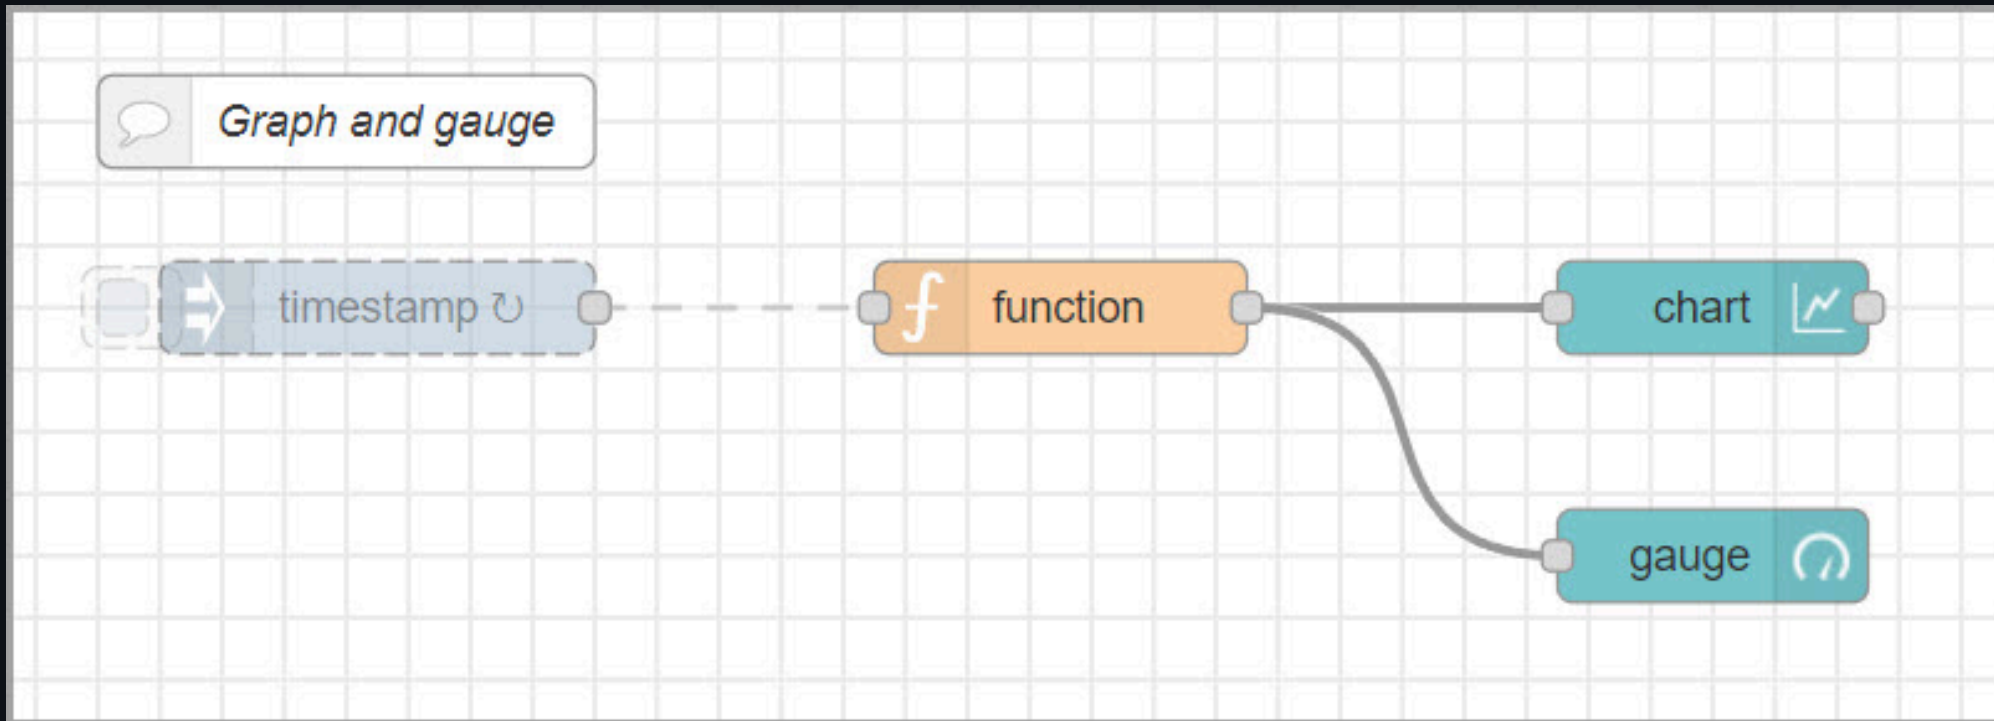 Graph and gauge
timestamp ↻
function
chart
gauge